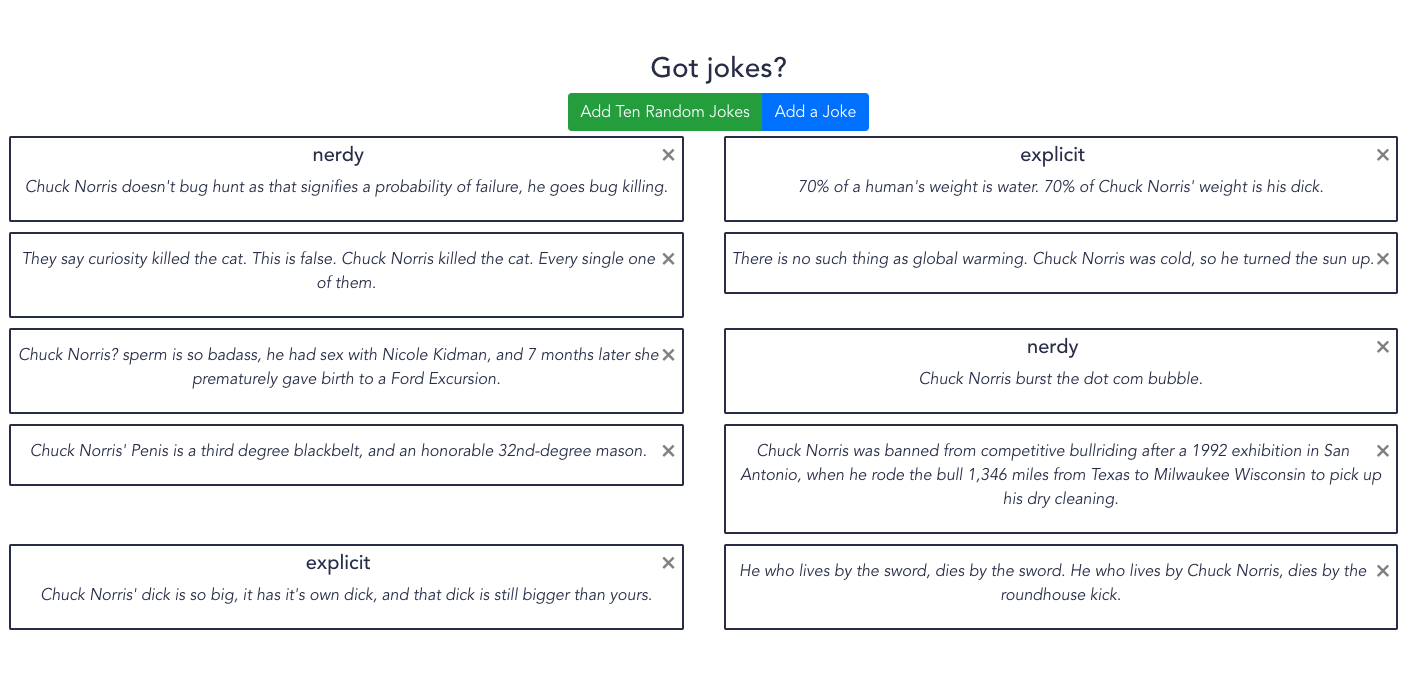 Got jokes?
Add Ten Random Jokes
Add a Joke
nerdy
Chuck Norris doesn't bug hunt as that signifies a probability of failure, he goes bug killing.
explicit
70% of a human's weight is water. 70% of Chuck Norris' weight is his dick.
They say curiosity killed the cat. This is false. Chuck Norris killed the cat. Every single one
of them.
There is no such thing as global warming. Chuck Norris was cold, so he turned the sun up.
Chuck Norris? sperm is so badass, he had sex with Nicole Kidman, and 7 months later she
prematurely gave birth to a Ford Excursion.
nerdy
Chuck Norris burst the dot com bubble.
Chuck Norris' Penis is a third degree blackbelt, and an honorable 32nd-degree mason.
Chuck Norris was banned from competitive bullriding after a 1992 exhibition in San
Antonio, when he rode the bull 1,346 miles from Texas to Milwaukee Wisconsin to pick up
his dry cleaning.
explicit
Chuck Norris' dick is so big, it has it's own dick, and that dick is still bigger than yours.
He who lives by the sword, dies by the sword. He who lives by Chuck Norris, dies by the
roundhouse kick.